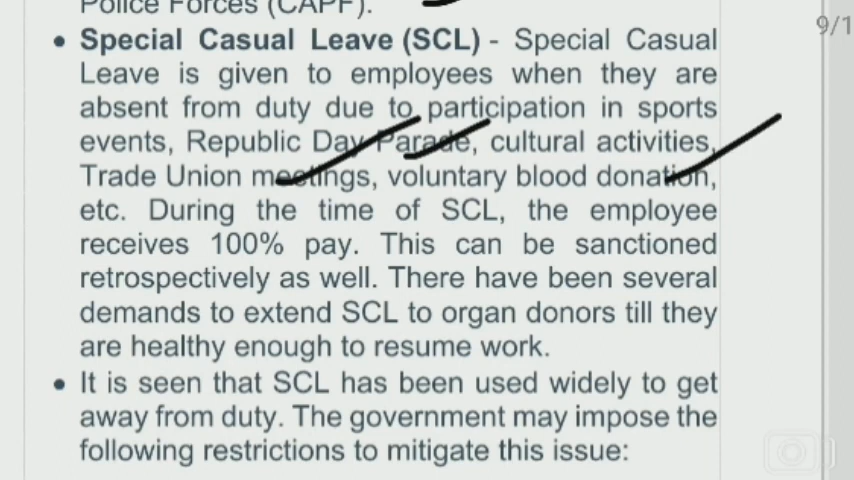 Police Forces (CAPF).
• Special Casual Leave (SCL) - Special Casual
Leave is given to employees when they are
absent from duty due to participation in sports
events, Republic Day Parade, cultural activities,
Trade Union meetings, voluntary blood donation,
etc. During the time of SCL, the employee
receives 100% pay. This can be sanctioned
retrospectively as well. There have been several
demands to extend SCL to organ donors till they
are healthy enough to resume work.
• It is seen that SCL has been used widely to get
away from duty. The government may impose the
following restrictions to mitigate this issue:
9/1